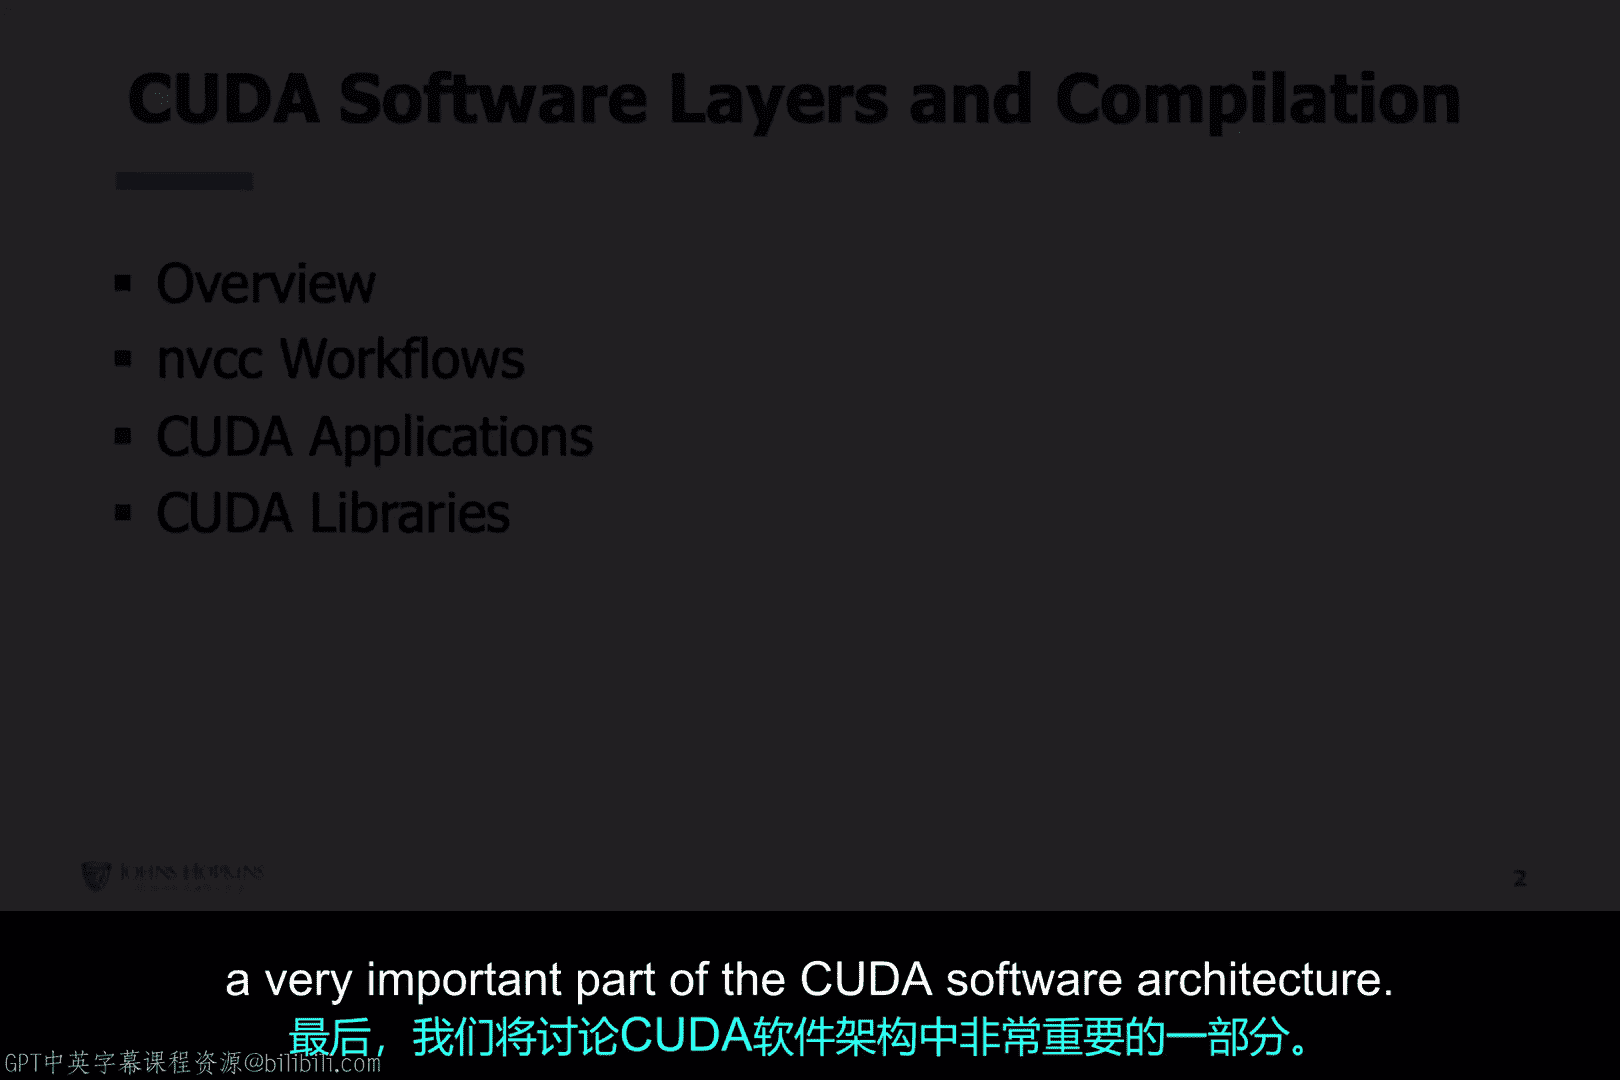 CUDA Software Layers and Compilation
▪ Overview
▪ nvcc Workflows
▪ CUDA Applications
▪ CUDA Libraries
JOHNS HOPKINS
2
a very important part of the CUDA software architecture.
最后，我们将讨论CUDA软件架构中非常重要的一部分。
GPT中英字幕课程资源@bilibili.com